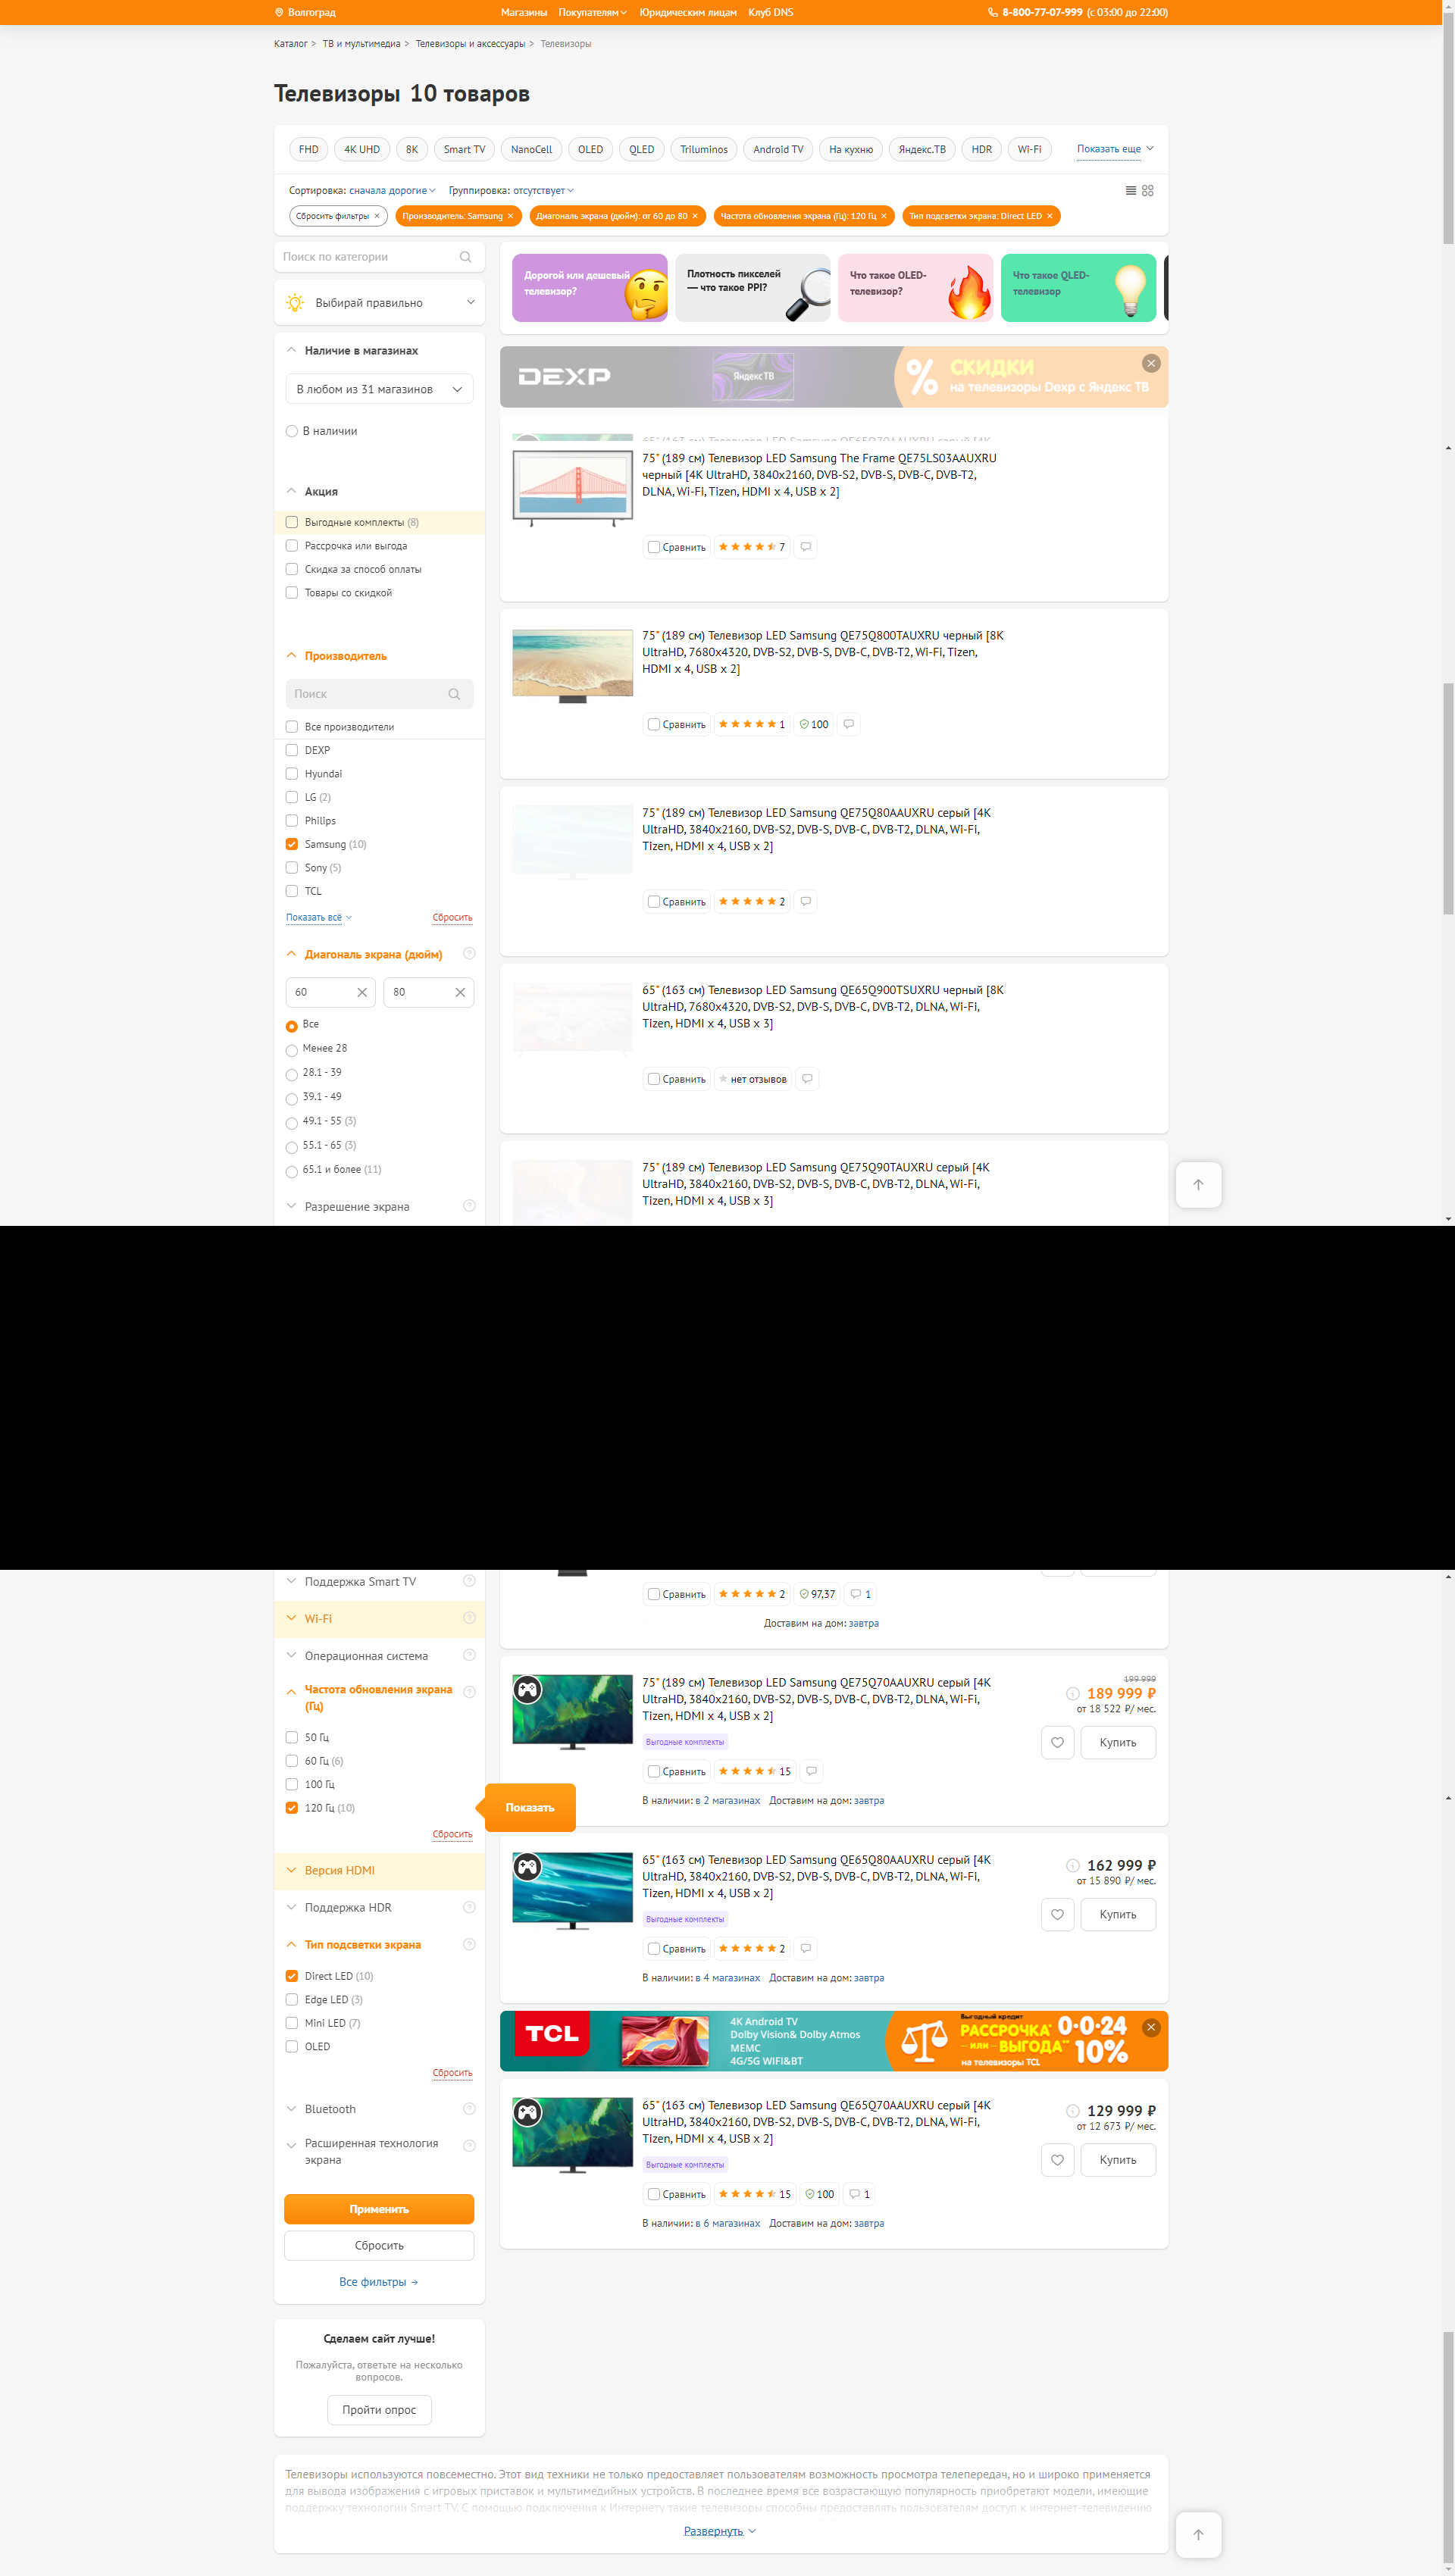 Волгоград
Магазины Покупателям Юридическим лицам Клуб DNS
8-800-77-07-999 (с 03:00 до 22:00)
Каталог > ТВ и мультимедиа > Телевизоры и аксессуары > Телевизоры
Телевизоры 10 товаров
FHD 4K UHD 8K Smart TV NanoCell OLED QLED Triluminos Android TV На кухню Яндекс.ТВ HDR Wi-Fi Показать еще
Сортировка: сначала дорогие Группировка: отсутствует
Сбросить фильтры × Производитель: Samsung × Диагональ экрана (дюйм): от 60 до 80 × Частота обновления экрана (Гц): 120 Гц × Тип подсветки экрана: Direct LED ×
Поиск по категории
Выбирай правильно
Наличие в магазинах
В любом из 31 магазинов
В наличии
Акция
Выгодные комплекты (8)
Рассрочка или выгода
Скидка за способ оплаты
Товары со скидкой
Производитель
Поиск
Все производители
DEXP
Hyundai
LG (2)
Philips
Samsung (10)
Sony (5)
TCL
Показать всё Сбросить
Диагональ экрана (дюйм)
60 80
Все
Менее 28
28.1 - 39
39.1 - 49
49.1 - 55 (3)
55.1 - 65 (3)
65.1 и более (11)
Разрешение экрана
Дорогой или дешевый
телевизор?
Плотность пикселей
— что такое PPI?
Что такое OLED-
телевизор?
Что такое QLED-
телевизор
DEXP
Яндекс ТВ
% СКИДКИ
на телевизоры Dexp с Яндекс ТВ
65" (163 см) Телевизор LED Samsung QE65Q70AAUXRU серый [4K
75" (189 см) Телевизор LED Samsung The Frame QE75LS03AAUXRU
черный [4K UltraHD, 3840x2160, DVB-S2, DVB-S, DVB-C, DVB-T2,
DLNA, Wi-Fi, Tizen, HDMI x 4, USB x 2]
Сравнить 7
75" (189 см) Телевизор LED Samsung QE75Q800TAUXRU черный [8K
UltraHD, 7680x4320, DVB-S2, DVB-S, DVB-C, DVB-T2, Wi-Fi, Tizen,
HDMI x 4, USB x 2]
Сравнить 1 100
75" (189 см) Телевизор LED Samsung QE75Q80AAUXRU серый [4K
UltraHD, 3840x2160, DVB-S2, DVB-S, DVB-C, DVB-T2, DLNA, Wi-Fi,
Tizen, HDMI x 4, USB x 2]
Сравнить 2
65" (163 см) Телевизор LED Samsung QE65Q900TSUXRU черный [8K
UltraHD, 7680x4320, DVB-S2, DVB-S, DVB-C, DVB-T2, DLNA, Wi-Fi,
Tizen, HDMI x 4, USB x 3]
Сравнить нет отзывов
75" (189 см) Телевизор LED Samsung QE75Q90TAUXRU серый [4K
UltraHD, 3840x2160, DVB-S2, DVB-S, DVB-C, DVB-T2, DLNA, Wi-Fi,
Tizen, HDMI x 4, USB x 3]
Поддержка Smart TV
Wi-Fi
Операционная система
Частота обновления экрана
(Гц)
50 Гц
60 Гц (6)
100 Гц
120 Гц (10)
Сбросить
Показать
Версия HDMI
Поддержка HDR
Тип подсветки экрана
Direct LED (10)
Edge LED (3)
Mini LED (7)
OLED
Сбросить
Bluetooth
Расширенная технология
экрана
Применить
Сбросить
Все фильтры →
Сделаем сайт лучше!
Пожалуйста, ответьте на несколько
вопросов.
Пройти опрос
Сравнить 2 97,37 1
Доставим на дом: завтра
75" (189 см) Телевизор LED Samsung QE75Q70AAUXRU серый [4K
UltraHD, 3840x2160, DVB-S2, DVB-S, DVB-C, DVB-T2, DLNA, Wi-Fi,
Tizen, HDMI x 4, USB x 2]
199 999
189 999 ₽
от 18 522 ₽/ мес.
Купить
Выгодные комплекты
Сравнить 15
В наличии: в 2 магазинах Доставим на дом: завтра
65" (163 см) Телевизор LED Samsung QE65Q80AAUXRU серый [4K
UltraHD, 3840x2160, DVB-S2, DVB-S, DVB-C, DVB-T2, DLNA, Wi-Fi,
Tizen, HDMI x 4, USB x 2]
162 999 ₽
от 15 890 ₽/ мес.
Купить
Выгодные комплекты
Сравнить 2
В наличии: в 4 магазинах Доставим на дом: завтра
TCL
4K Android TV
Dolby Vision& Dolby Atmos
MEMC
4G/5G WIFI&BT
Выгодный кредит
РАССРОЧКА* 0-0-24
— или — ВЫГОДА** 10%
на телевизоры TCL
65" (163 см) Телевизор LED Samsung QE65Q70AAUXRU серый [4K
UltraHD, 3840x2160, DVB-S2, DVB-S, DVB-C, DVB-T2, DLNA, Wi-Fi,
Tizen, HDMI x 4, USB x 2]
129 999 ₽
от 12 673 ₽/ мес.
Купить
Выгодные комплекты
Сравнить 15 100 1
В наличии: в 6 магазинах Доставим на дом: завтра
Телевизоры используются повсеместно. Этот вид техники не только предоставляет пользователям возможность просмотра телепередач, но и широко применяется
для вывода изображения с игровых приставок и мультимедийных устройств. В последнее время все возрастающую популярность приобретают модели, имеющие
поддержку технологии Smart TV. С помощью подключения к Интернету такие телевизоры способны предоставлять пользователям доступ к интернет-телевидению
Развернуть